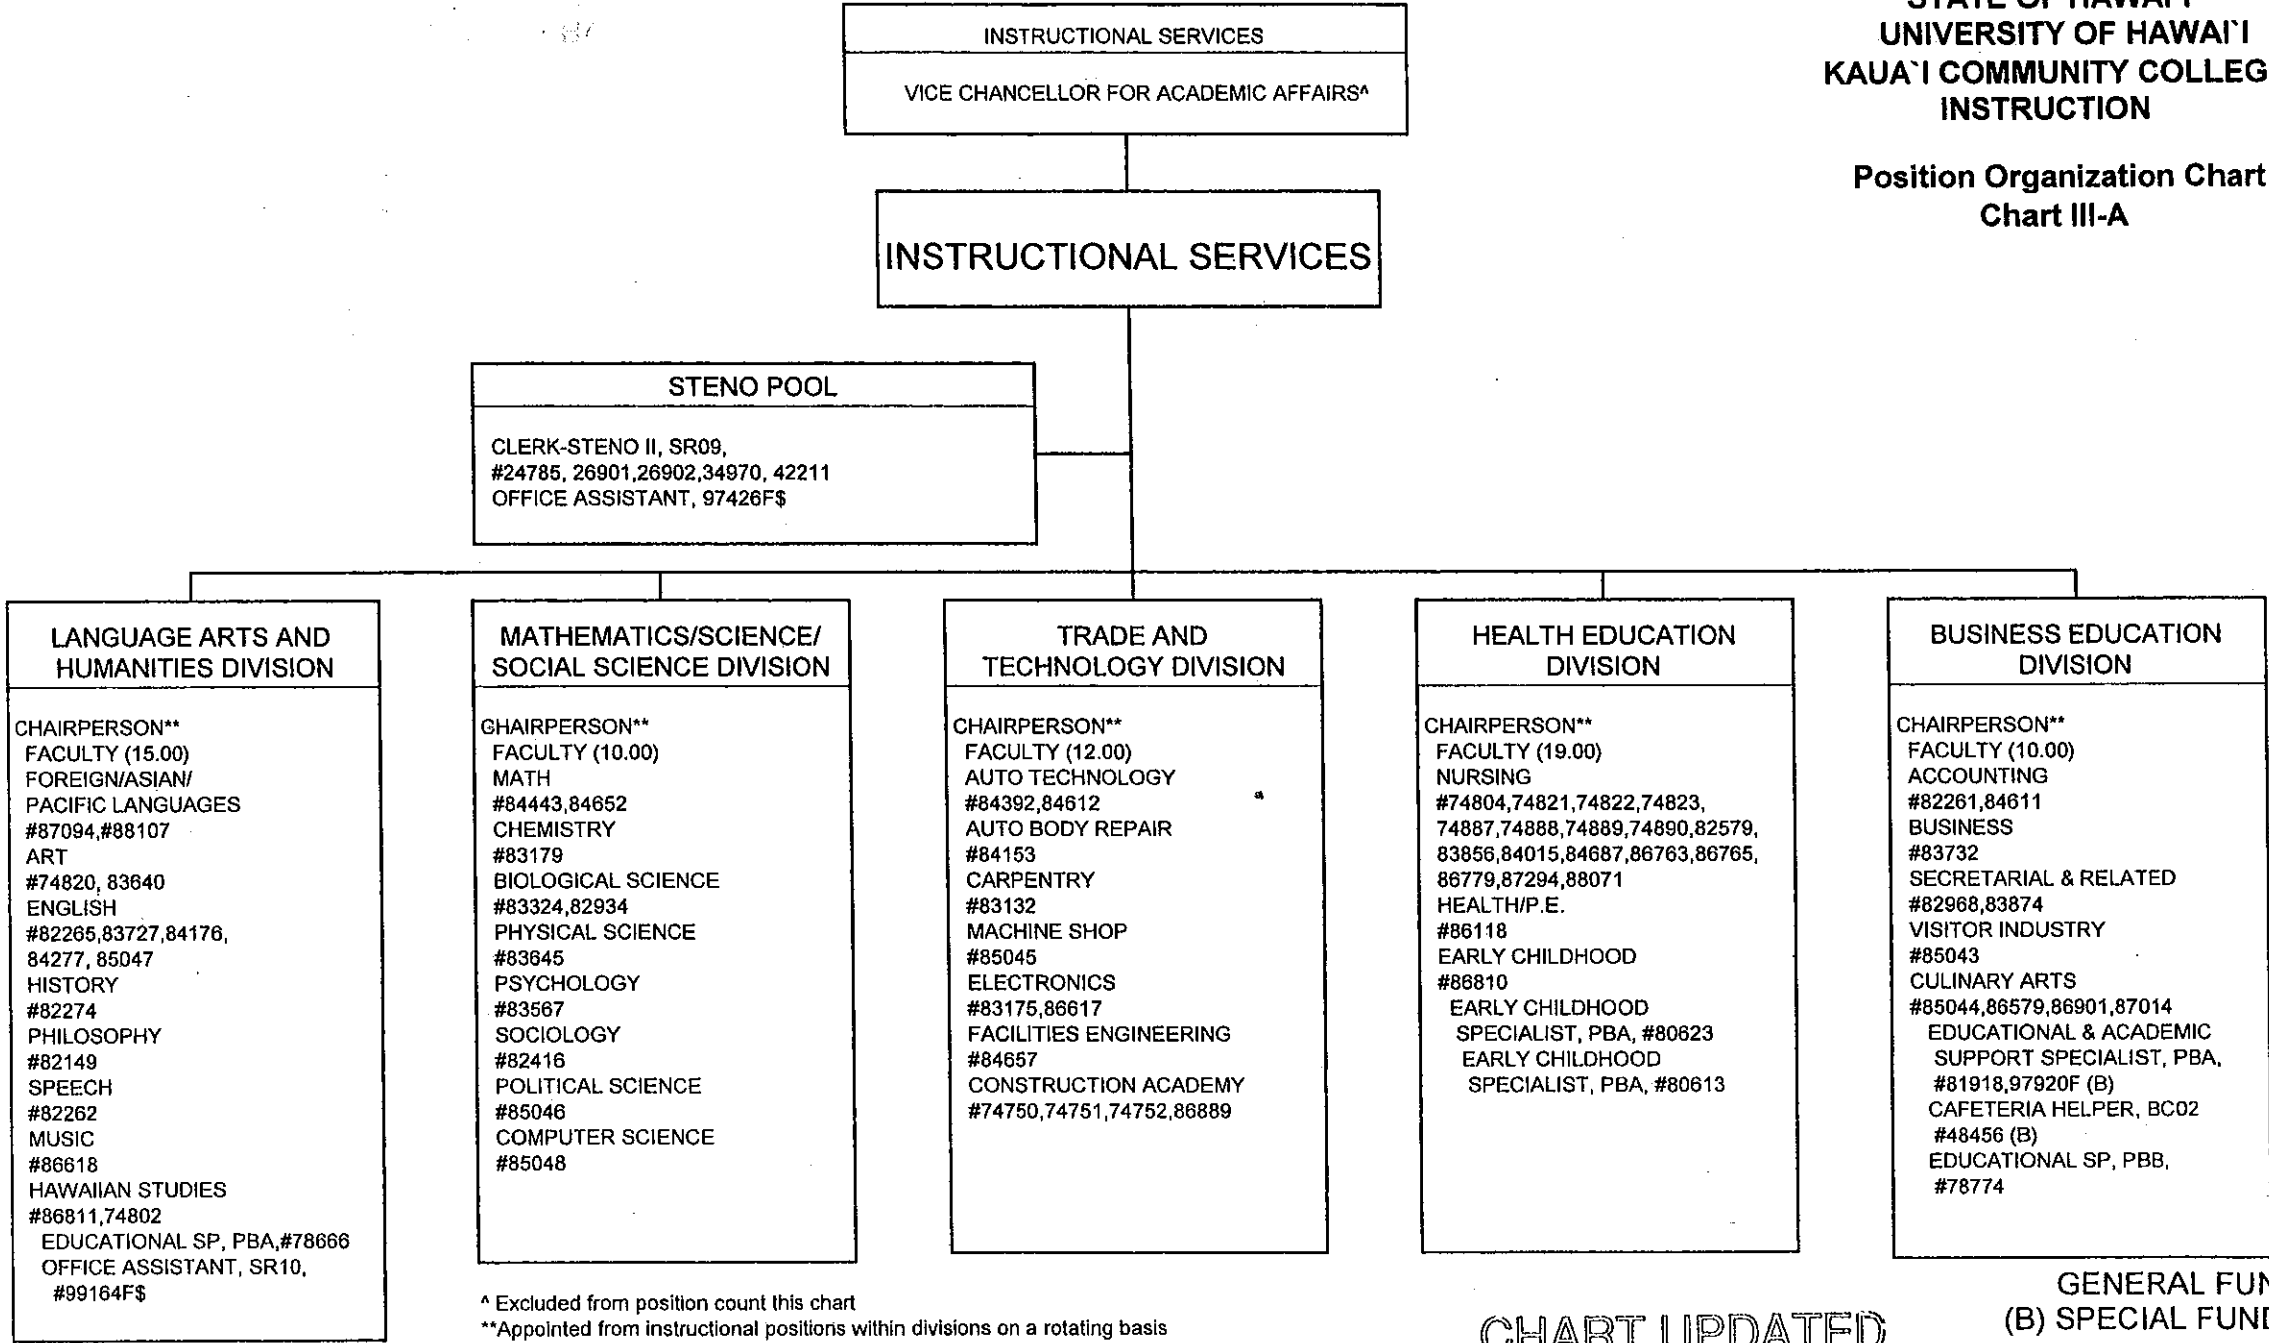 STATE OF HAWAI`I
UNIVERSITY OF HAWAI`I
KAUA`I COMMUNITY COLLEG
INSTRUCTION
Position Organization Chart
Chart III-A
INSTRUCTIONAL SERVICES
VICE CHANCELLOR FOR ACADEMIC AFFAIRS^
INSTRUCTIONAL SERVICES
STENO POOL
CLERK-STENO II, SR09,
#24785, 26901,26902,34970, 42211
OFFICE ASSISTANT, 97426F$
LANGUAGE ARTS AND
HUMANITIES DIVISION
CHAIRPERSON**
FACULTY (15.00)
FOREIGN/ASIAN/
PACIFIC LANGUAGES
#87094,#88107
ART
#74820, 83640
ENGLISH
#82265,83727,84176,
84277, 85047
HISTORY
#82274
PHILOSOPHY
#82149
SPEECH
#82262
MUSIC
#86618
HAWAIIAN STUDIES
#86811,74802
EDUCATIONAL SP, PBA,#78666
OFFICE ASSISTANT, SR10,
#99164F$
MATHEMATICS/SCIENCE/
SOCIAL SCIENCE DIVISION
CHAIRPERSON**
FACULTY (10.00)
MATH
#84443,84652
CHEMISTRY
#83179
BIOLOGICAL SCIENCE
#83324,82934
PHYSICAL SCIENCE
#83645
PSYCHOLOGY
#83567
SOCIOLOGY
#82416
POLITICAL SCIENCE
#85046
COMPUTER SCIENCE
#85048
TRADE AND
TECHNOLOGY DIVISION
CHAIRPERSON**
FACULTY (12.00)
AUTO TECHNOLOGY
#84392,84612
AUTO BODY REPAIR
#84153
CARPENTRY
#83132
MACHINE SHOP
#85045
ELECTRONICS
#83175,86617
FACILITIES ENGINEERING
#84657
CONSTRUCTION ACADEMY
#74750,74751,74752,86889
HEALTH EDUCATION
DIVISION
CHAIRPERSON**
FACULTY (19.00)
NURSING
#74804,74821,74822,74823,
74887,74888,74889,74890,82579,
83856,84015,84687,86763,86765,
86779,87294,88071
HEALTH/P.E.
#86118
EARLY CHILDHOOD
#86810
EARLY CHILDHOOD
SPECIALIST, PBA, #80623
EARLY CHILDHOOD
SPECIALIST, PBA, #80613
BUSINESS EDUCATION
DIVISION
CHAIRPERSON**
FACULTY (10.00)
ACCOUNTING
#82261,84611
BUSINESS
#83732
SECRETARIAL & RELATED
#82968,83874
VISITOR INDUSTRY
#85043
CULINARY ARTS
#85044,86579,86901,87014
EDUCATIONAL & ACADEMIC
SUPPORT SPECIALIST, PBA,
#81918,97920F (B)
CAFETERIA HELPER, BC02
#48456 (B)
EDUCATIONAL SP, PBB,
#78774
^ Excluded from position count this chart
**Appointed from instructional positions within divisions on a rotating basis
CHART UPDATED
GENERAL FUN
(B) SPECIAL FUND